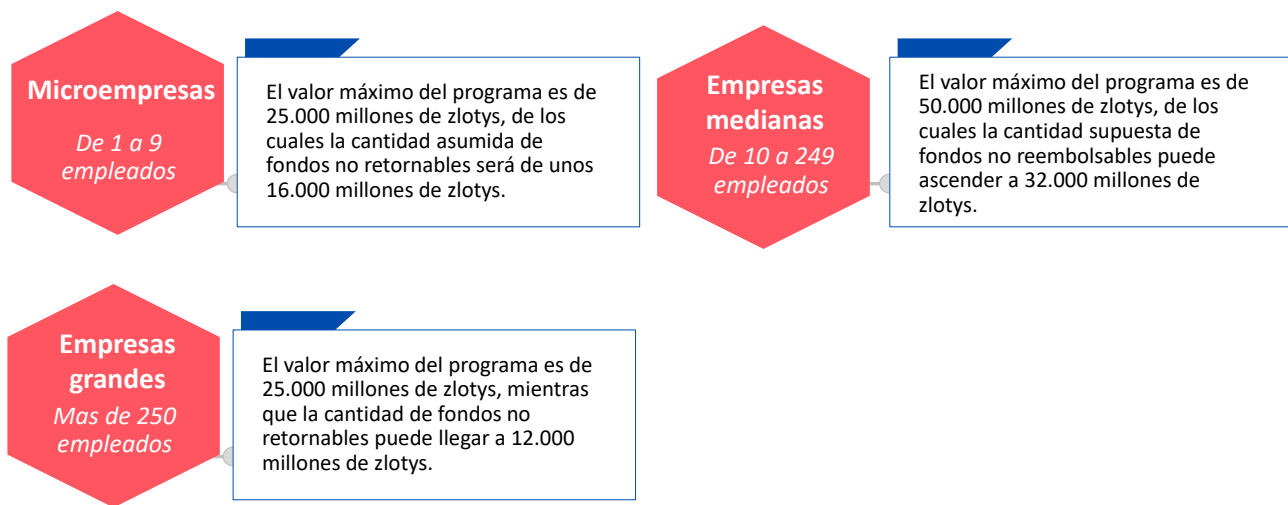 Microempresas
De 1 a 9
empleados
El valor máximo del programa es de
25.000 millones de zlotys, de los
cuales la cantidad asumida de
fondos no retornables será de unos
16.000 millones de zlotys.
Empresas
medianas
De 10 a 249
empleados
El valor máximo del programa es de
50.000 millones de zlotys, de los
cuales la cantidad supuesta de
fondos no reembolsables puede
ascender a 32.000 millones de
zlotys.
Empresas
grandes
Mas de 250
empleados
El valor máximo del programa es de
25.000 millones de zlotys, mientras
que la cantidad de fondos no
retornables puede llegar a 12.000
millones de zlotys.